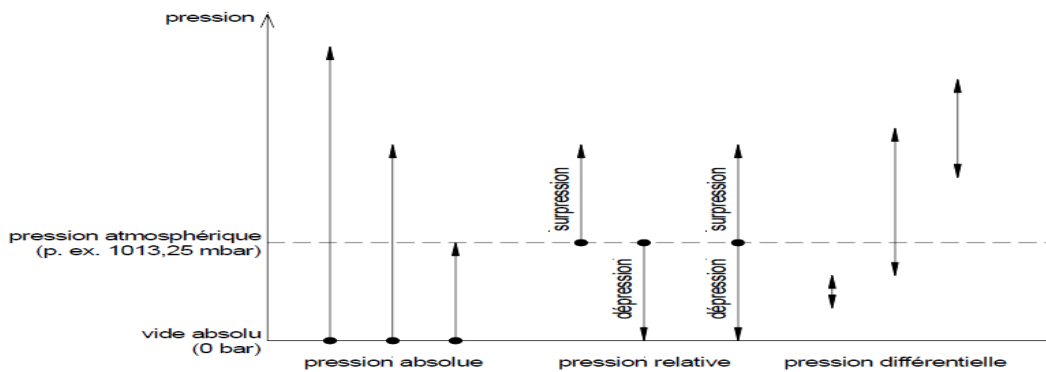 pression
surpression
surpression
pression atmosphérique
(p. ex. 1013,25 mbar)
dépression
dépression
vide absolu
(0 bar)
pression absolue
pression relative
pression différentielle